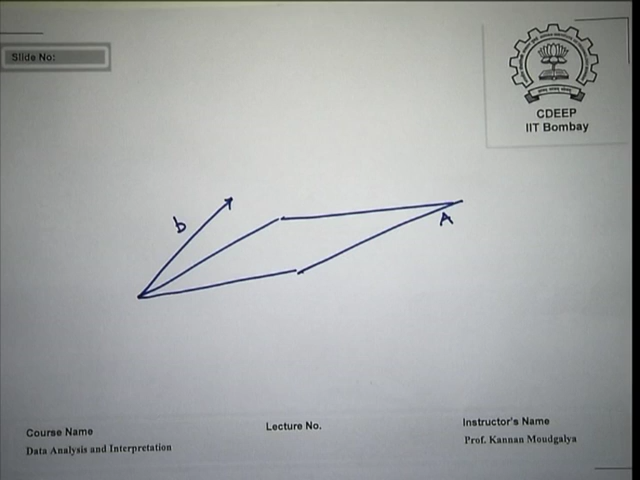 Slide No:
CDEEP
IIT Bombay
b
A
Course Name
Lecture No.
Instructor's Name
Data Analysis and Interpretation
Prof. Kannan Moudgalya